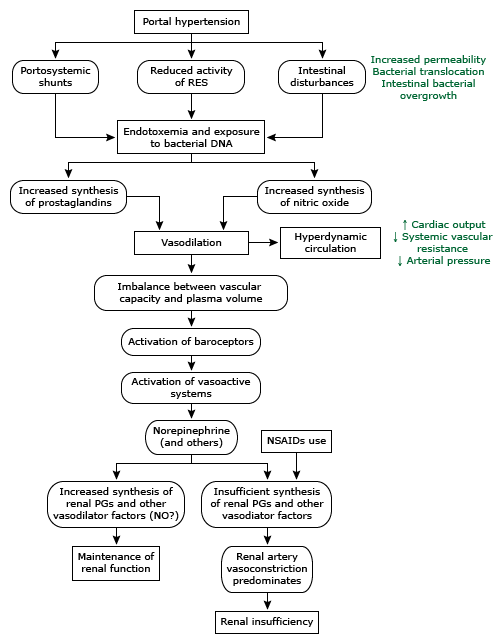 Portal hypertension
Portosystemic
shunts
Reduced activity
of RES
Intestinal
disturbances
Increased permeability
Bacterial translocation
Intestinal bacterial
overgrowth
Endotoxemia and exposure
to bacterial DNA
Increased synthesis
of prostaglandins
Increased synthesis
of nitric oxide
Vasodilation
Hyperdynamic
circulation
↑ Cardiac output
↓ Systemic vascular
resistance
↓ Arterial pressure
Imbalance between vascular
capacity and plasma volume
Activation of baroceptors
Activation of vasoactive
systems
Norepinephrine
(and others)
NSAIDs use
Increased synthesis of
renal PGs and other
vasodilator factors (NO?)
Insufficient synthesis
of renal PGs and other
vasodiator factors
Maintenance of
renal function
Renal artery
vasoconstriction
predominates
Renal insufficiency